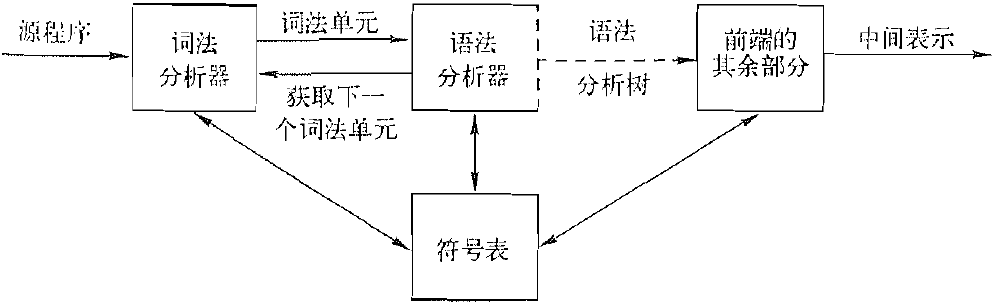 源程序
词法
分析器
词法单元
获取下一
个词法单元
语法
分析器
语法
分析树
前端的
其余部分
中间表示
符号表